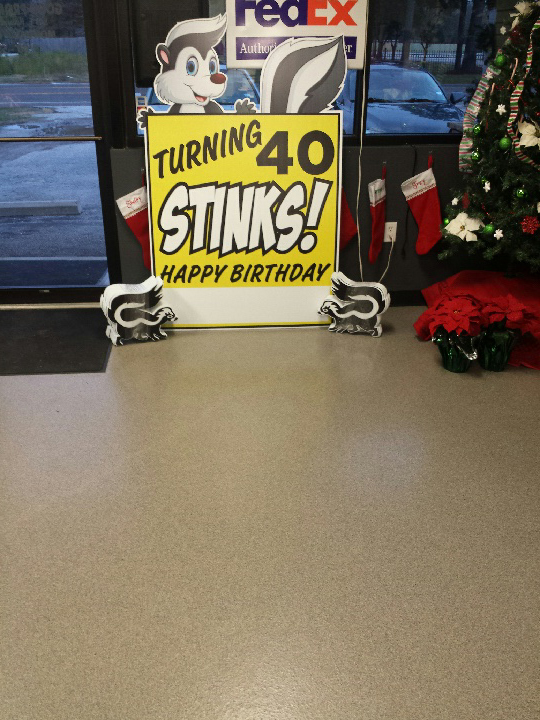 FedEx
TURNING 40
STINKS!
HAPPY BIRTHDAY